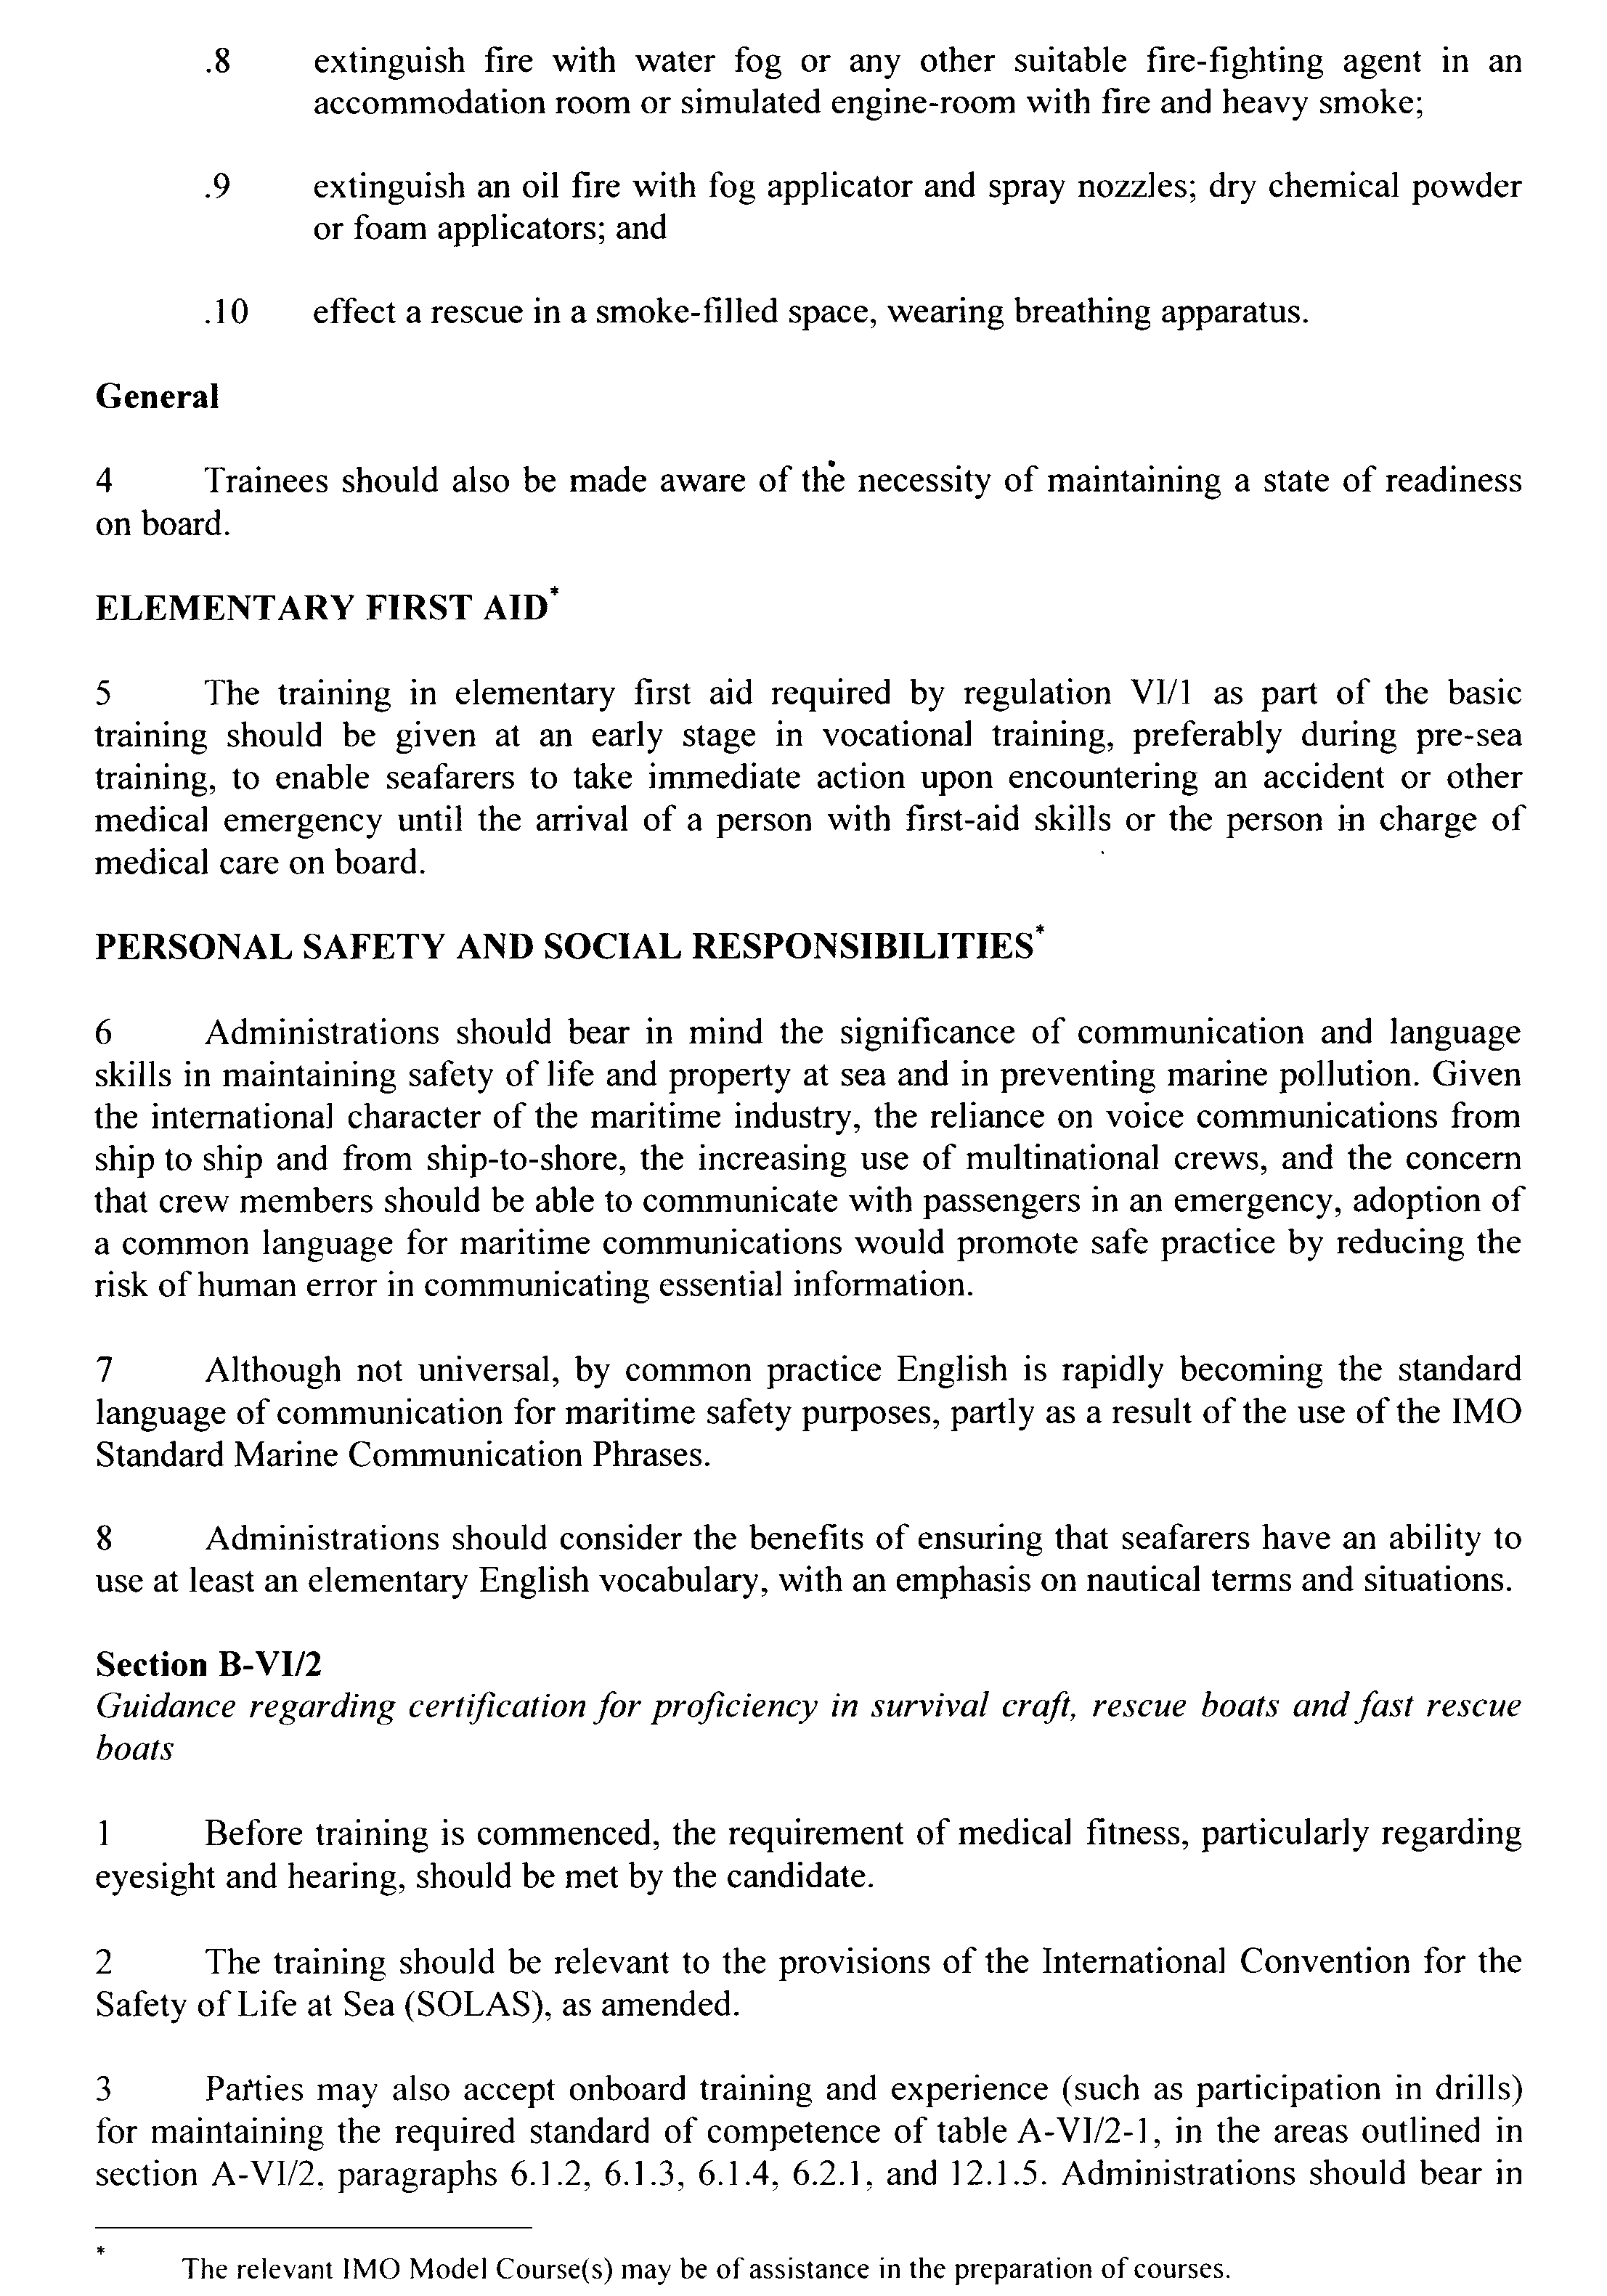 .8 extinguish fire with water fog or any other suitable fire-fighting agent in an
accommodation room or simulated engine-room with fire and heavy smoke;
.9 extinguish an oil fire with fog applicator and spray nozzles; dry chemical powder
or foam applicators; and
.10 effect a rescue in a smoke-filled space, wearing breathing apparatus.
General
4 Trainees should also be made aware of the necessity of maintaining a state of readiness
on board.
ELEMENTARY FIRST AID*
5 The training in elementary first aid required by regulation VI/1 as part of the basic
training should be given at an early stage in vocational training, preferably during pre-sea
training, to enable seafarers to take immediate action upon encountering an accident or other
medical emergency until the arrival of a person with first-aid skills or the person in charge of
medical care on board.
PERSONAL SAFETY AND SOCIAL RESPONSIBILITIES*
6 Administrations should bear in mind the significance of communication and language
skills in maintaining safety of life and property at sea and in preventing marine pollution. Given
the international character of the maritime industry, the reliance on voice communications from
ship to ship and from ship-to-shore, the increasing use of multinational crews, and the concern
that crew members should be able to communicate with passengers in an emergency, adoption of
a common language for maritime communications would promote safe practice by reducing the
risk of human error in communicating essential information.
7 Although not universal, by common practice English is rapidly becoming the standard
language of communication for maritime safety purposes, partly as a result of the use of the IMO
Standard Marine Communication Phrases.
8 Administrations should consider the benefits of ensuring that seafarers have an ability to
use at least an elementary English vocabulary, with an emphasis on nautical terms and situations.
Section B-VI/2
Guidance regarding certification for proficiency in survival craft, rescue boats and fast rescue
boats
1 Before training is commenced, the requirement of medical fitness, particularly regarding
eyesight and hearing, should be met by the candidate.
2 The training should be relevant to the provisions of the International Convention for the
Safety of Life at Sea (SOLAS), as amended.
3 Parties may also accept onboard training and experience (such as participation in drills)
for maintaining the required standard of competence of table A-VI/2-1, in the areas outlined in
section A-VI/2, paragraphs 6.1.2, 6.1.3, 6.1.4, 6.2.1, and 12.1.5. Administrations should bear in
* The relevant IMO Model Course(s) may be of assistance in the preparation of courses.